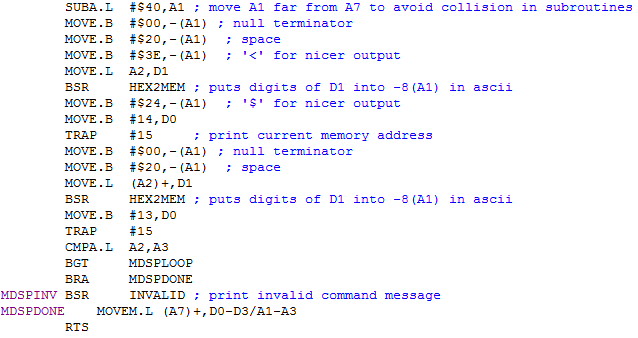 SUBA.L #$40,A1 ; move A1 far from A7 to avoid collision in subroutines
MOVE.B #$00,-(A1) ; null terminator
MOVE.B #$20,-(A1) ; space
MOVE.B #$3E,-(A1) ; '<' for nicer output
MOVE.L A2,D1
BSR HEX2MEM ; puts digits of D1 into -8(A1) in ascii
MOVE.B #$24,-(A1) ; '$' for nicer output
MOVE.B #14,D0
TRAP #15 ; print current memory address
MOVE.B #$00,-(A1) ; null terminator
MOVE.B #$20,-(A1) ; space
MOVE.L (A2)+,D1
BSR HEX2MEM ; puts digits of D1 into -8(A1) in ascii
MOVE.B #13,D0
TRAP #15
CMPA.L A2,A3
BGT MDSPLOOP
BRA MDSPDONE
MDSPINV BSR INVALID ; print invalid command message
MDSPDONE MOVEM.L (A7)+,D0-D3/A1-A3
RTS